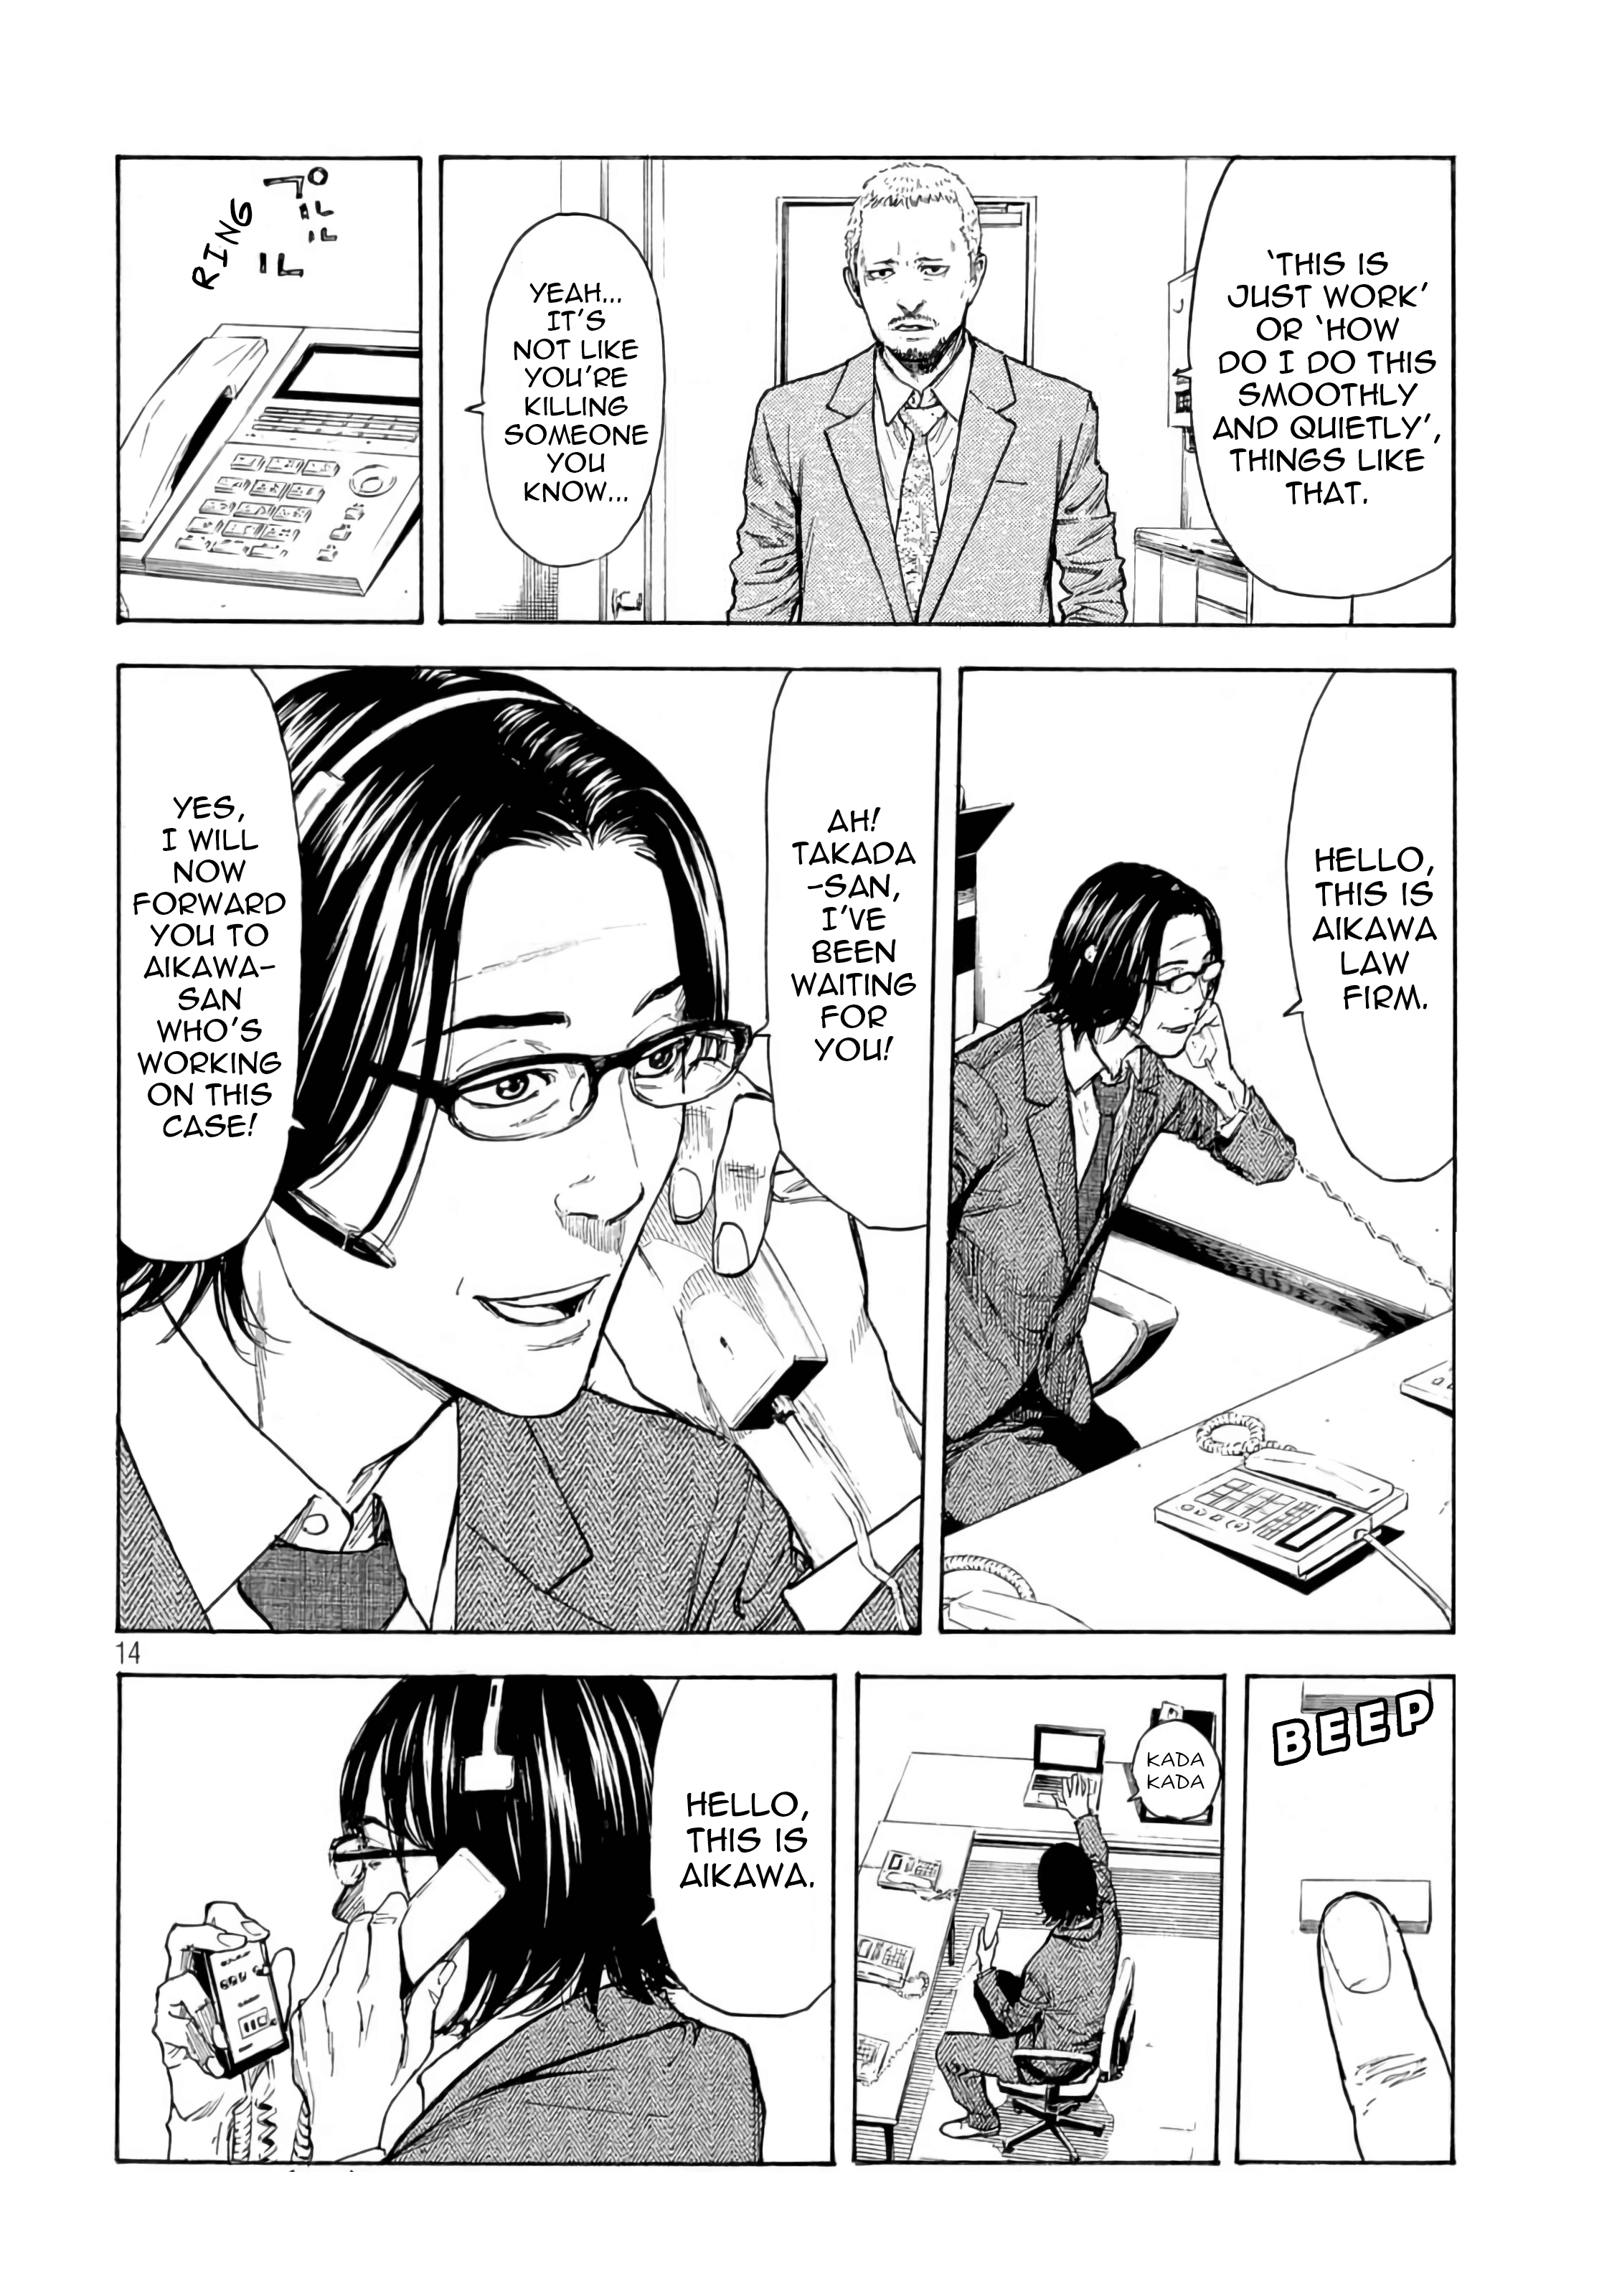 'THIS IS
JUST WORK'
OR 'HOW
DO I DO THIS
SMOOTHLY
AND QUIETLY',
THINGS LIKE
THAT.
YEAH...
IT'S
NOT LIKE
YOU'RE
KILLING
SOMEONE
YOU
KNOW...
RING
HELLO,
THIS IS
AIKAWA
LAW
FIRM.
AH!
TAKADA
-SAN,
I'VE
BEEN
WAITING
FOR
YOU!
YES,
I WILL
NOW
FORWARD
YOU TO
AIKAWA-
SAN
WHO'S
WORKING
ON THIS
CASE!
14
BEEP
KADA
KADA
HELLO,
THIS IS
AIKAWA.